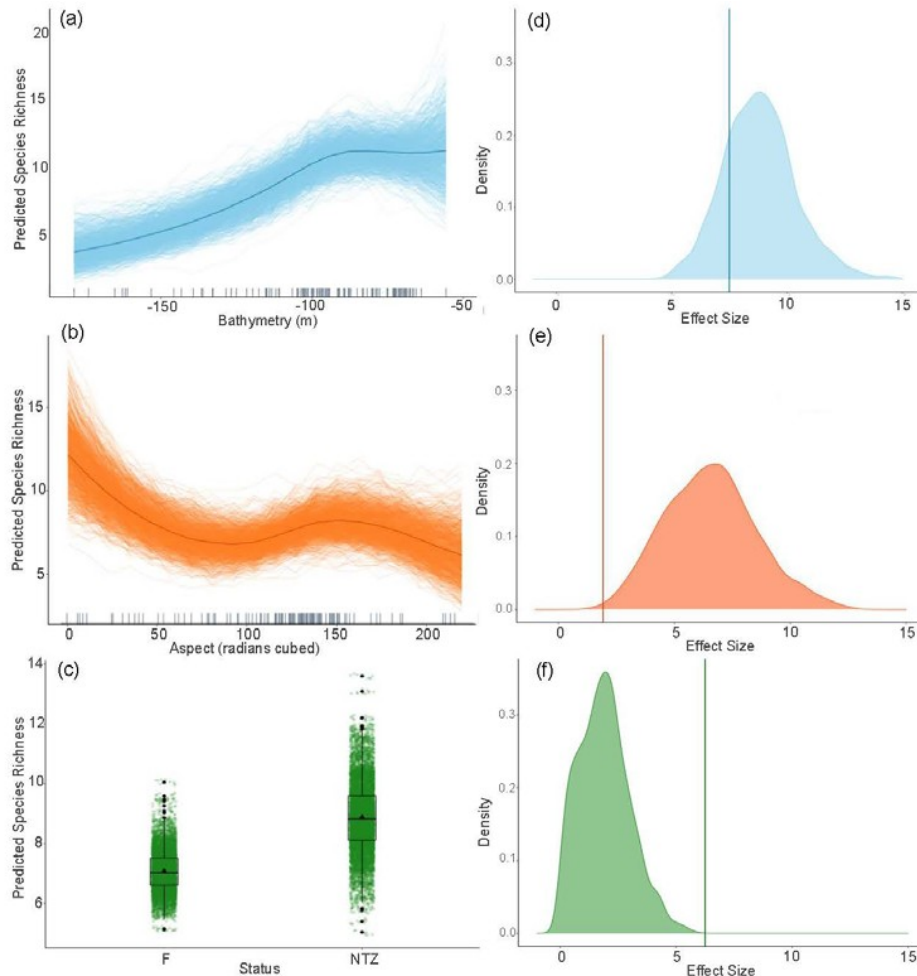 (a)
20
15
10
5
Predicted Species Richness
-150
-100
-50
Bathymetry (m)
(d)
0.3
0.2
0.1
0.0
Density
0
5
10
15
Effect Size
(b)
15
10
5
Predicted Species Richness
0
50
100
150
200
Aspect (radians cubed)
(e)
0.3
0.2
0.1
0.0
Density
0
5
10
15
Effect Size
(c)
14
12
10
8
6
Predicted Species Richness
F
NTZ
Status
(f)
0.3
0.2
0.1
0.0
Density
0
5
10
15
Effect Size